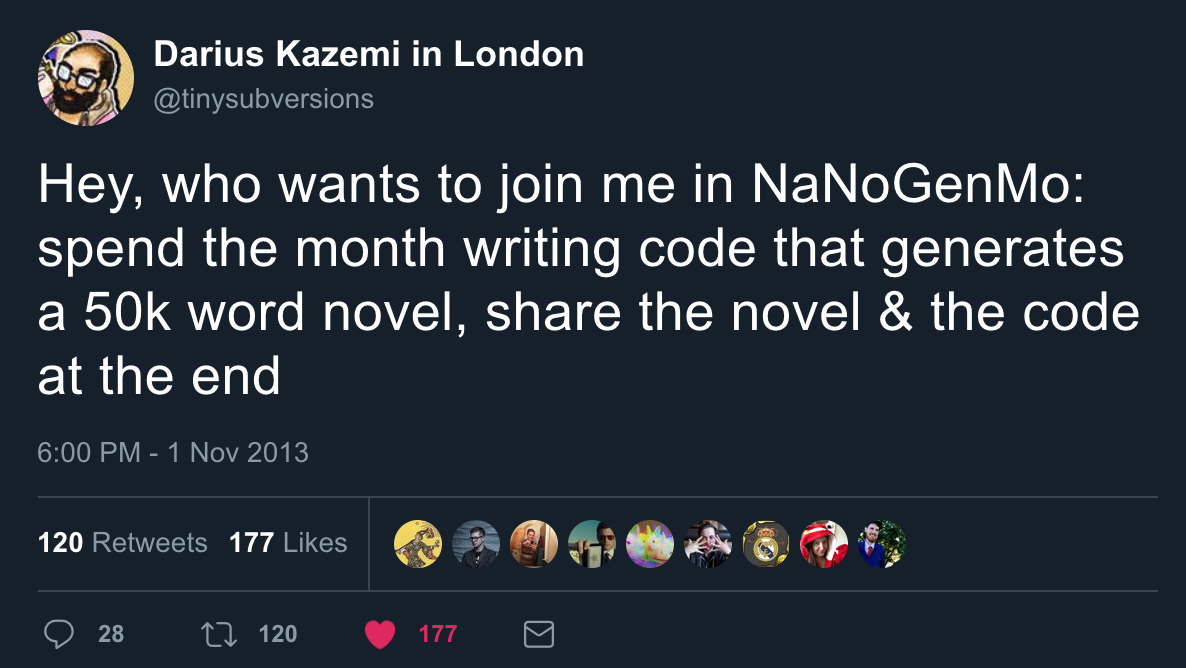 Darius Kazemi in London
@tinysubversions
Hey, who wants to join me in NaNoGenMo:
spend the month writing code that generates
a 50k word novel, share the novel & the code
at the end
6:00 PM - 1 Nov 2013
120 Retweets 177 Likes
28 120 177